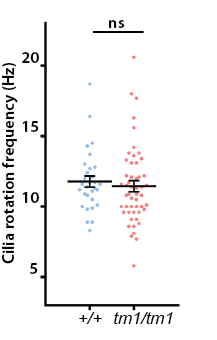 ns
Cilia rotation frequency (Hz)
20
15
10
5
+/+ tm1/tm1